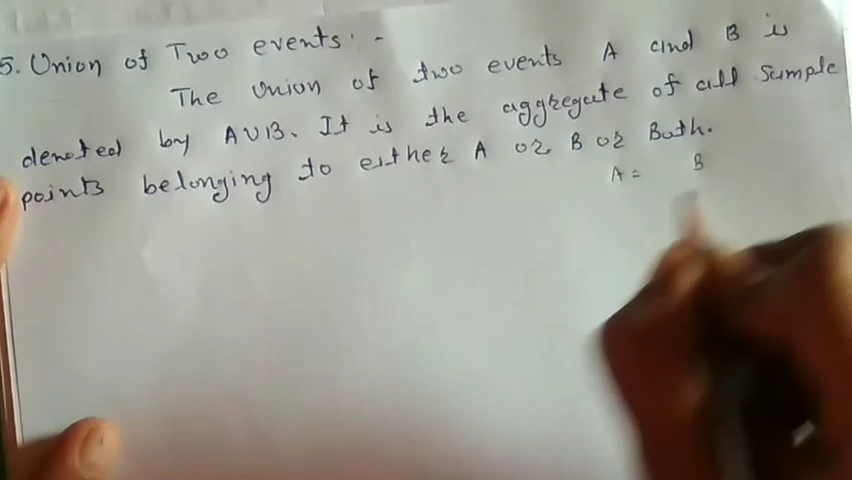 5. Union of Two events:-
The Union of two events A and B is
denoted by A∪B. It is the aggregate of all sample
points belonging to either A or B or Both.
A = B